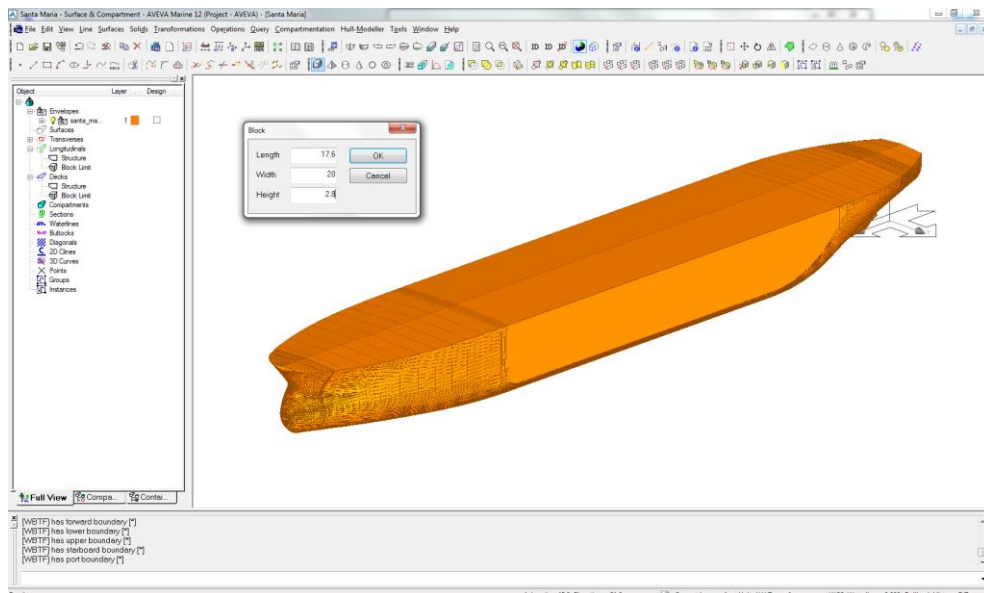 Santa Maria - Surface & Compartment - AVEVA Marine 12 (Project - AVEVA) - [Santa Maria]
File Edit View Line Surfaces Solids Transformations Operations Query Compartmentation Hull-Modeller Tools Window Help
Object Layer Design
Envelopes
santa_ma... 1
Surfaces
Transverses
Longitudinals
Structure
Block Limit
Decks
Structure
Block Limit
Compartments
Sections
Waterlines
Buttocks
Diagonals
2D Clines
3D Curves
Points
Groups
Instances
Block
Length 17.6 OK
Width 20 Cancel
Height 2.8
Full View Compa... Contai...
[WBTF] has forward boundary [*]
[WBTF] has lower boundary [*]
[WBTF] has upper boundary [*]
[WBTF] has starboard boundary [*]
[WBTF] has port boundary [*]